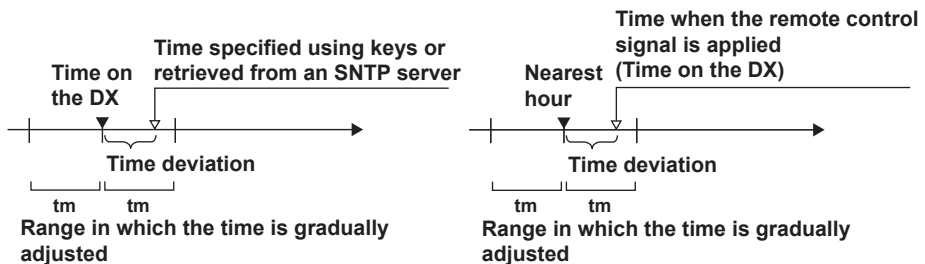 Time specified using keys or
retrieved from an SNTP server
Time on
the DX
Time deviation
tm tm
Range in which the time is gradually
adjusted
Time when the remote control
signal is applied
(Time on the DX)
Nearest
hour
Time deviation
tm tm
Range in which the time is gradually
adjusted